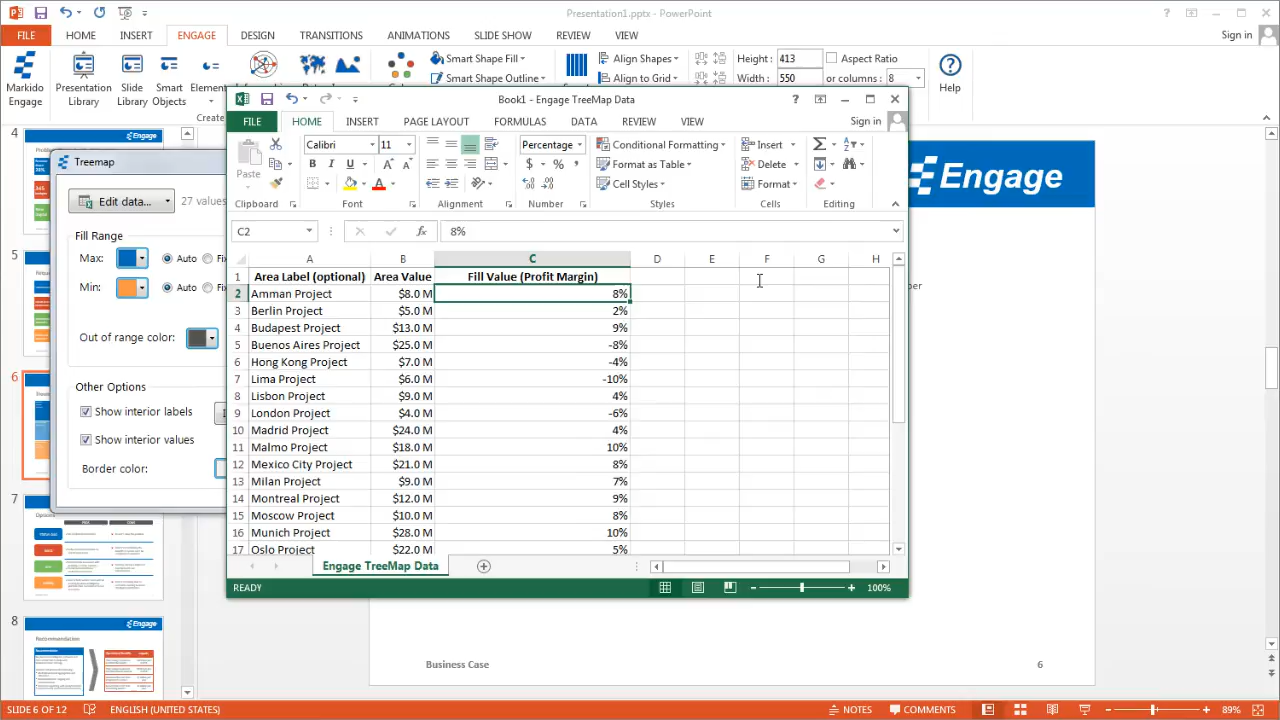 Presentation1.pptx - PowerPoint
FILE HOME INSERT ENGAGE DESIGN TRANSITIONS ANIMATIONS SLIDE SHOW REVIEW VIEW Sign in
Markido Engage
Presentation Library
Slide Library
Smart Objects
Smart Shape Fill
Smart Shape Outline
Align Shapes
Align to Grid
Height: 413
Width: 550
Aspect Ratio
or columns: 8
Help
Book1 - Engage TreeMap Data
FILE HOME INSERT PAGE LAYOUT FORMULAS DATA REVIEW VIEW Sign in
Paste
Calibri 11
B I U
Percentage
$ % ,
Conditional Formatting
Format as Table
Cell Styles
Insert
Delete
Format
Clipboard Font Alignment Number Styles Cells Editing
C2 fx 8%
A B C D E F G H
1 Area Label (optional) Area Value Fill Value (Profit Margin)
2 Amman Project $8.0 M 8%
3 Berlin Project $5.0 M 2%
4 Budapest Project $13.0 M 9%
5 Buenos Aires Project $25.0 M -8%
6 Hong Kong Project $7.0 M -4%
7 Lima Project $6.0 M -10%
8 Lisbon Project $9.0 M 4%
9 London Project $4.0 M -6%
10 Madrid Project $24.0 M 4%
11 Malmo Project $18.0 M 10%
12 Mexico City Project $21.0 M 8%
13 Milan Project $9.0 M 7%
14 Montreal Project $12.0 M 9%
15 Moscow Project $10.0 M 8%
16 Munich Project $28.0 M 10%
17 Oslo Project $22.0 M 5%
Engage TreeMap Data
READY 100%
Treemap
Edit data... 27 values
Fill Range
Max: Auto
Min: Auto
Out of range color:
Other Options
Show interior labels
Show interior values
Border color:
4
Engage
5
6
7
Options
8
Engage
Recommendation
Engage
Business Case 6
SLIDE 6 OF 12 ENGLISH (UNITED STATES) NOTES COMMENTS 89%